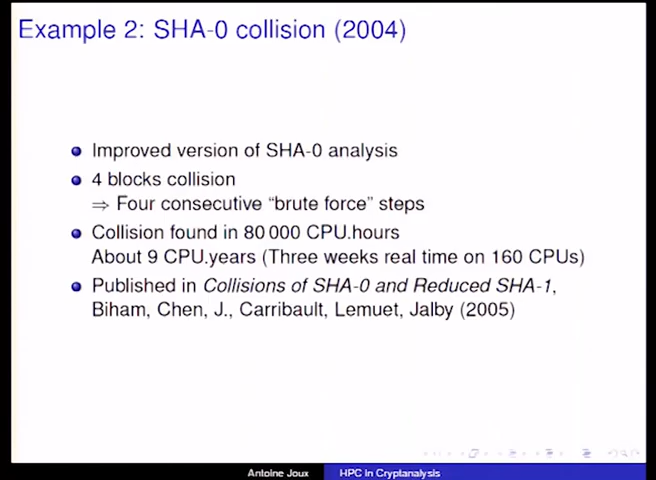 Example 2: SHA-0 collision (2004)
Improved version of SHA-0 analysis
4 blocks collision
⇒ Four consecutive “brute force” steps
Collision found in 80 000 CPU.hours
About 9 CPU.years (Three weeks real time on 160 CPUs)
Published in Collisions of SHA-0 and Reduced SHA-1,
Biham, Chen, J., Carribault, Lemuet, Jalby (2005)
Antoine Joux HPC in Cryptanalysis